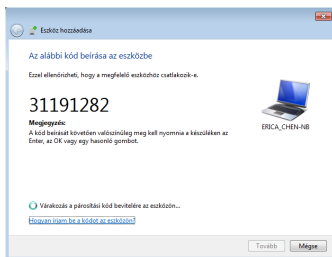 Eszköz hozzáadása
Az alábbi kód beírása az eszközbe
Ezzel ellenőrizheti, hogy a megfelelő eszközhöz csatlakozik-e.
31191282
Megjegyzés:
A kód beírását követően valószínűleg meg kell nyomnia a készüléken az
Enter, az OK vagy egy hasonló gombot.
ERICA_CHEN-NB
Várakozás a párosítási kód bevitelére az eszközön...
Hogyan írjam be a kódot az eszközön?
Tovább
Mégse